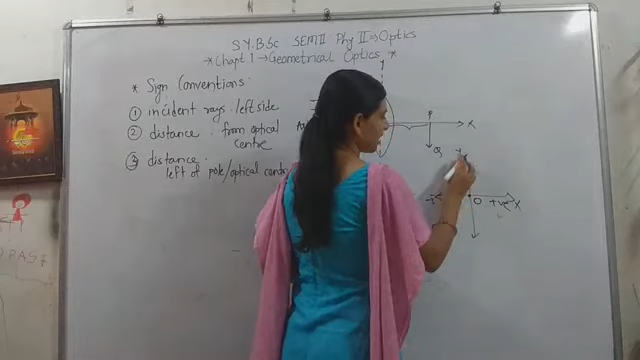 S.Y.B.Sc SEM II Phy II ⇒ Optics
* Chapt 1 → Geometrical Optics *
* Sign Conventions:
① incident rays: left side
② distance : from optical
centre
③ distance :
left of pole/optical centre
P
X
Q
Y
O
+ve
X